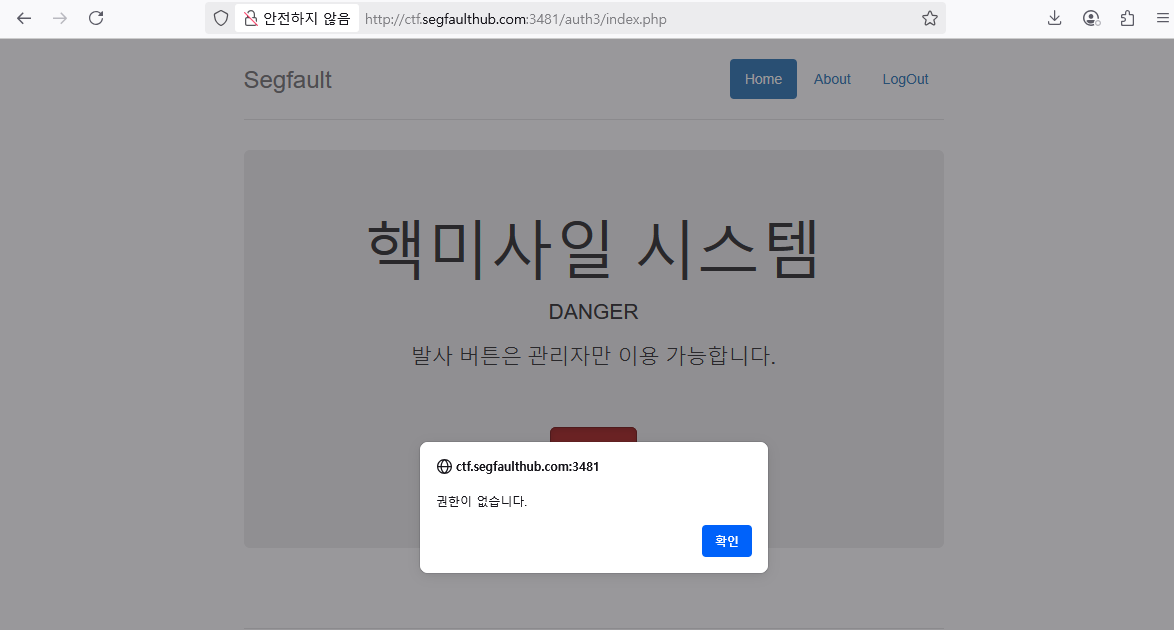 안전하지 않음 http://ctf.segfaulthub.com:3481/auth3/index.php
Segfault Home About LogOut
핵미사일 시스템
DANGER
발사 버튼은 관리자만 이용 가능합니다.
ctf.segfaulthub.com:3481
권한이 없습니다.
확인